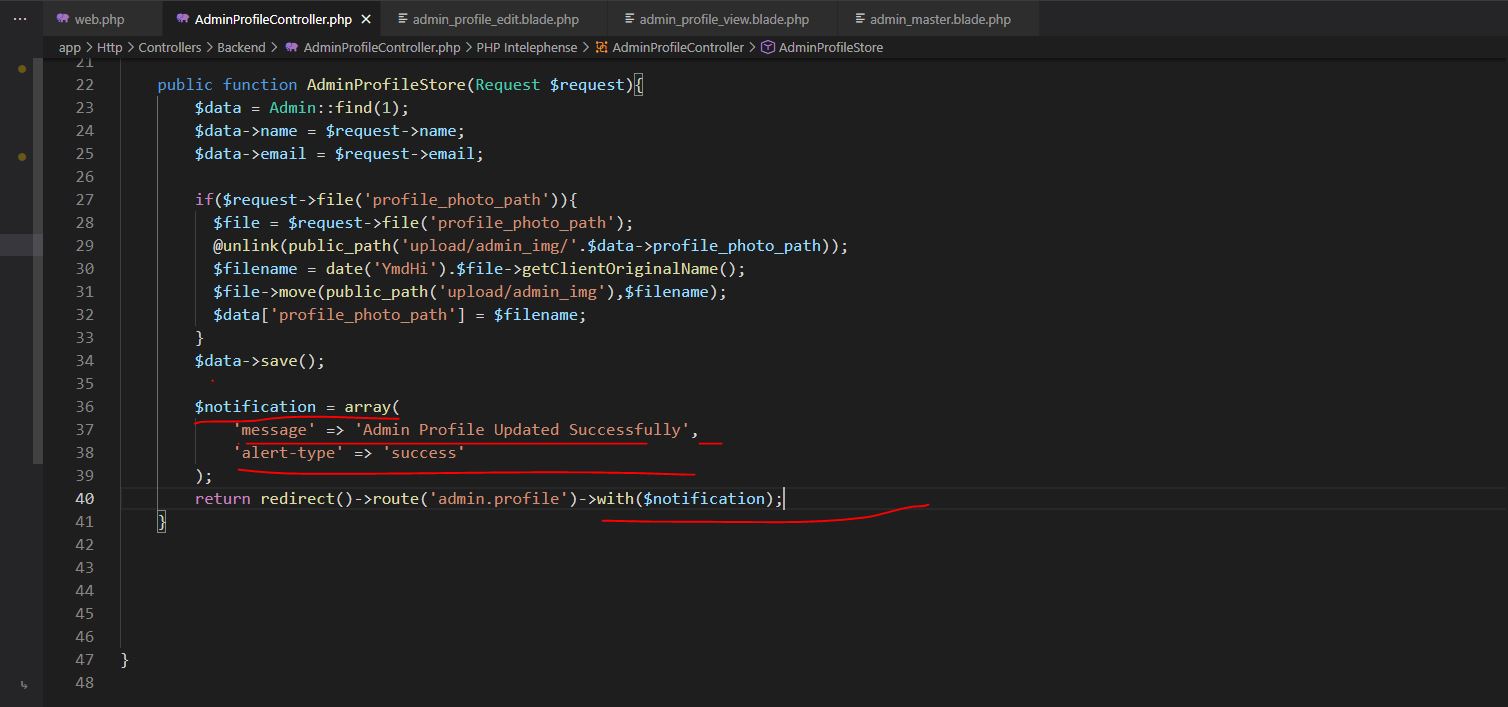 ··· web.php AdminProfileController.php × admin_profile_edit.blade.php admin_profile_view.blade.php admin_master.blade.php
app > Http > Controllers > Backend > AdminProfileController.php > PHP Intelephense > AdminProfileController > AdminProfileStore
21
22 public function AdminProfileStore(Request $request){
23 $data = Admin::find(1);
24 $data->name = $request->name;
25 $data->email = $request->email;
26
27 if($request->file('profile_photo_path')){
28 $file = $request->file('profile_photo_path');
29 @unlink(public_path('upload/admin_img/'.$data->profile_photo_path));
30 $filename = date('YmdHi').$file->getClientOriginalName();
31 $file->move(public_path('upload/admin_img'),$filename);
32 $data['profile_photo_path'] = $filename;
33 }
34 $data->save();
35
36 $notification = array(
37 'message' => 'Admin Profile Updated Successfully',
38 'alert-type' => 'success'
39 );
40 return redirect()->route('admin.profile')->with($notification);
41 }
42
43
44
45
46
47 }
48